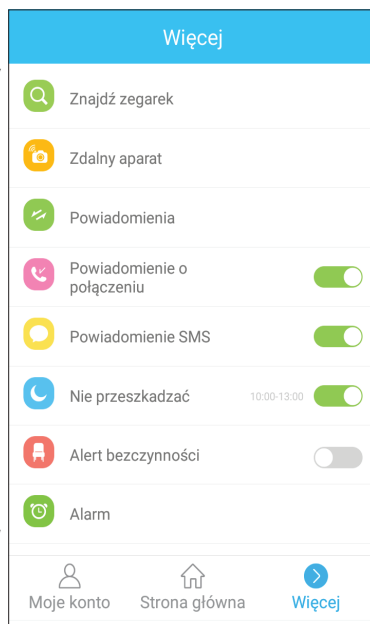 Więcej
Znajdź zegarek
Zdalny aparat
Powiadomienia
Powiadomienie o
połączeniu
Powiadomienie SMS
Nie przeszkadzać 10:00-13:00
Alert bezczynności
Alarm
Moje konto Strona główna Więcej